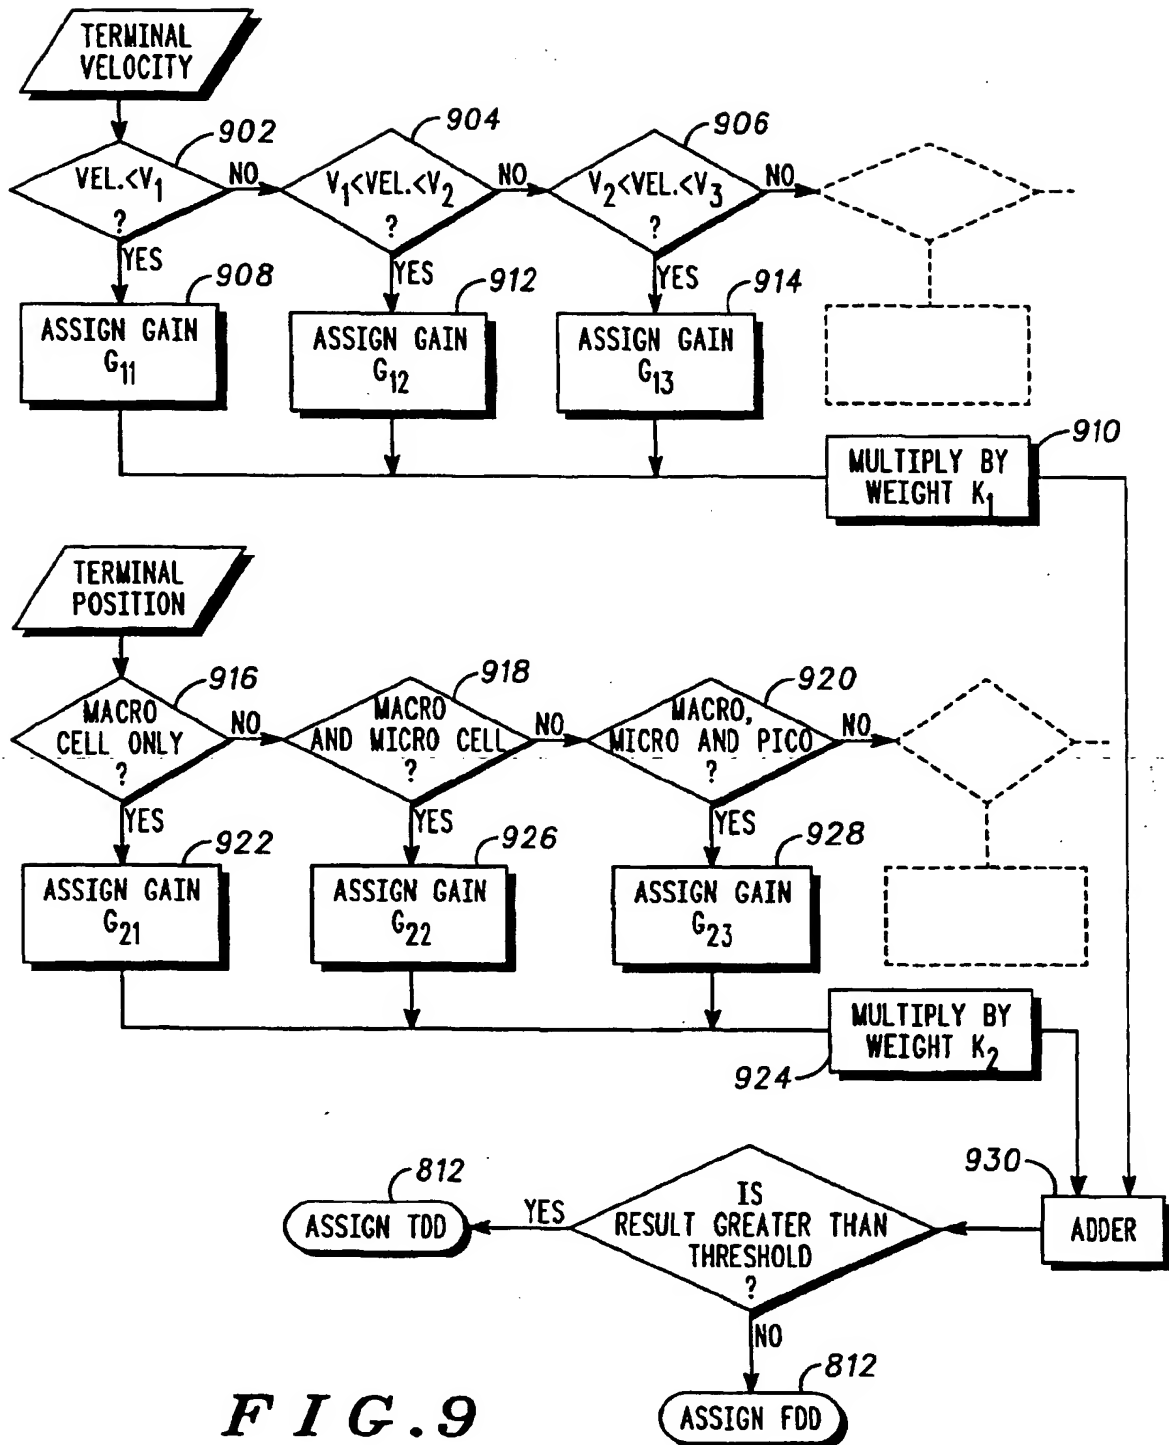 TERMINAL
VELOCITY
902
904
906
VEL.<V1
?
NO
V1<VEL.<V2
?
NO
V2<VEL.<V3
?
NO
YES
YES
YES
908
912
914
ASSIGN GAIN
G11
ASSIGN GAIN
G12
ASSIGN GAIN
G13
910
MULTIPLY BY
WEIGHT K1
TERMINAL
POSITION
916
918
920
MACRO
CELL ONLY
?
NO
MACRO
AND MICRO CELL
?
NO
MACRO,
MICRO AND PICO
?
NO
YES
YES
YES
922
926
928
ASSIGN GAIN
G21
ASSIGN GAIN
G22
ASSIGN GAIN
G23
MULTIPLY BY
WEIGHT K2
924
812
930
ASSIGN TDD
YES
IS
RESULT GREATER THAN
THRESHOLD
?
ADDER
NO
812
ASSIGN FDD
FIG.9